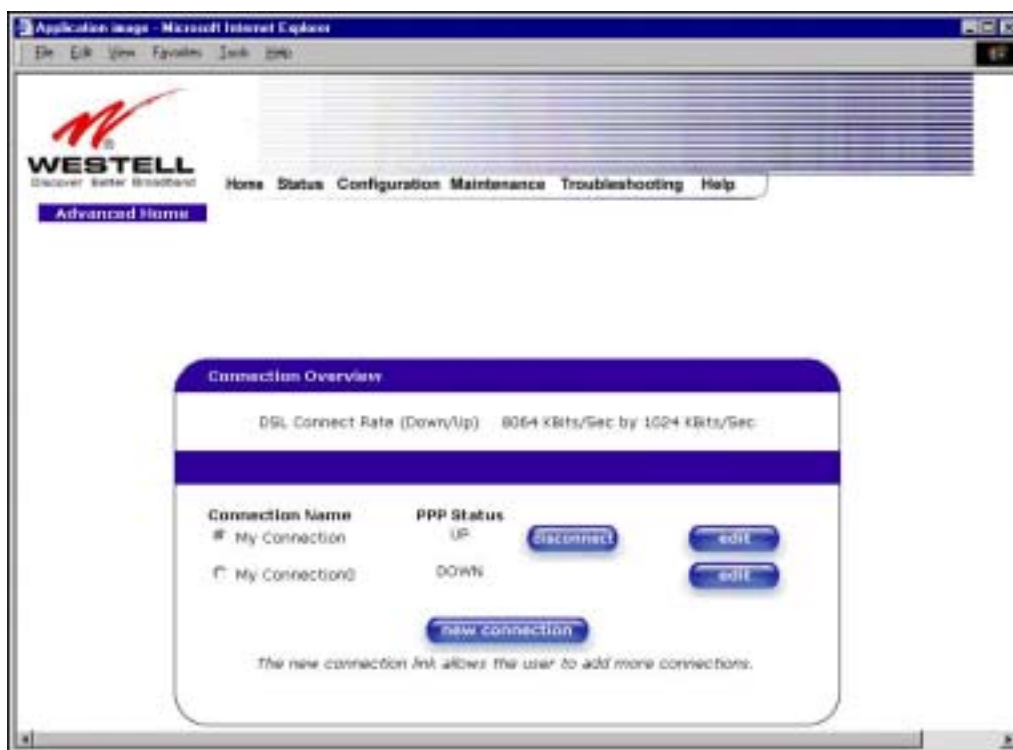 Application image - Microsoft Internet Explorer
File Edit View Favorites Tools Help
WESTELL
Discover Better Broadband
Home Status Configuration Maintenance Troubleshooting Help
Advanced Home
Connection Overview
DSL Connect Rate (Down/Up) 8064 KBits/Sec by 1024 KBits/Sec
Connection Name PPP Status
My Connection UP disconnect edit
My Connection0 DOWN edit
new connection
The new connection link allows the user to add more connections.